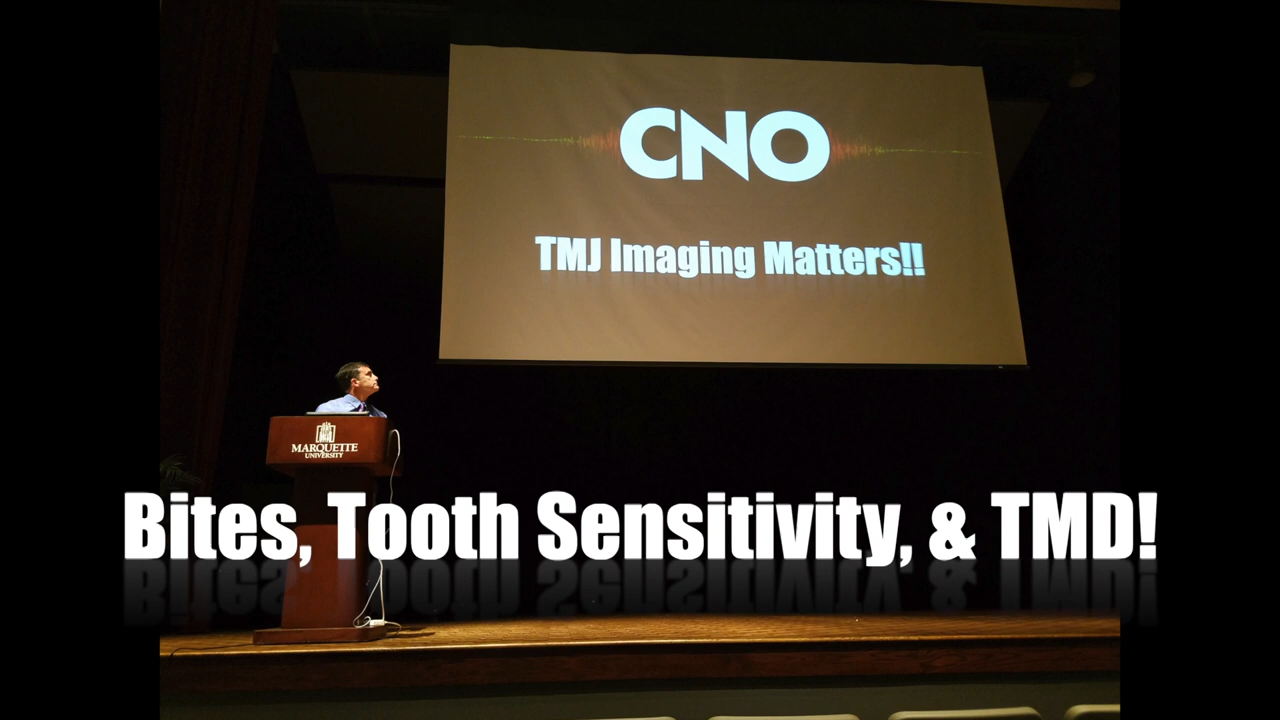 CNO
TMJ Imaging Matters!!
MARQUETTE
UNIVERSITY
Bites, Tooth Sensitivity, & TMD!